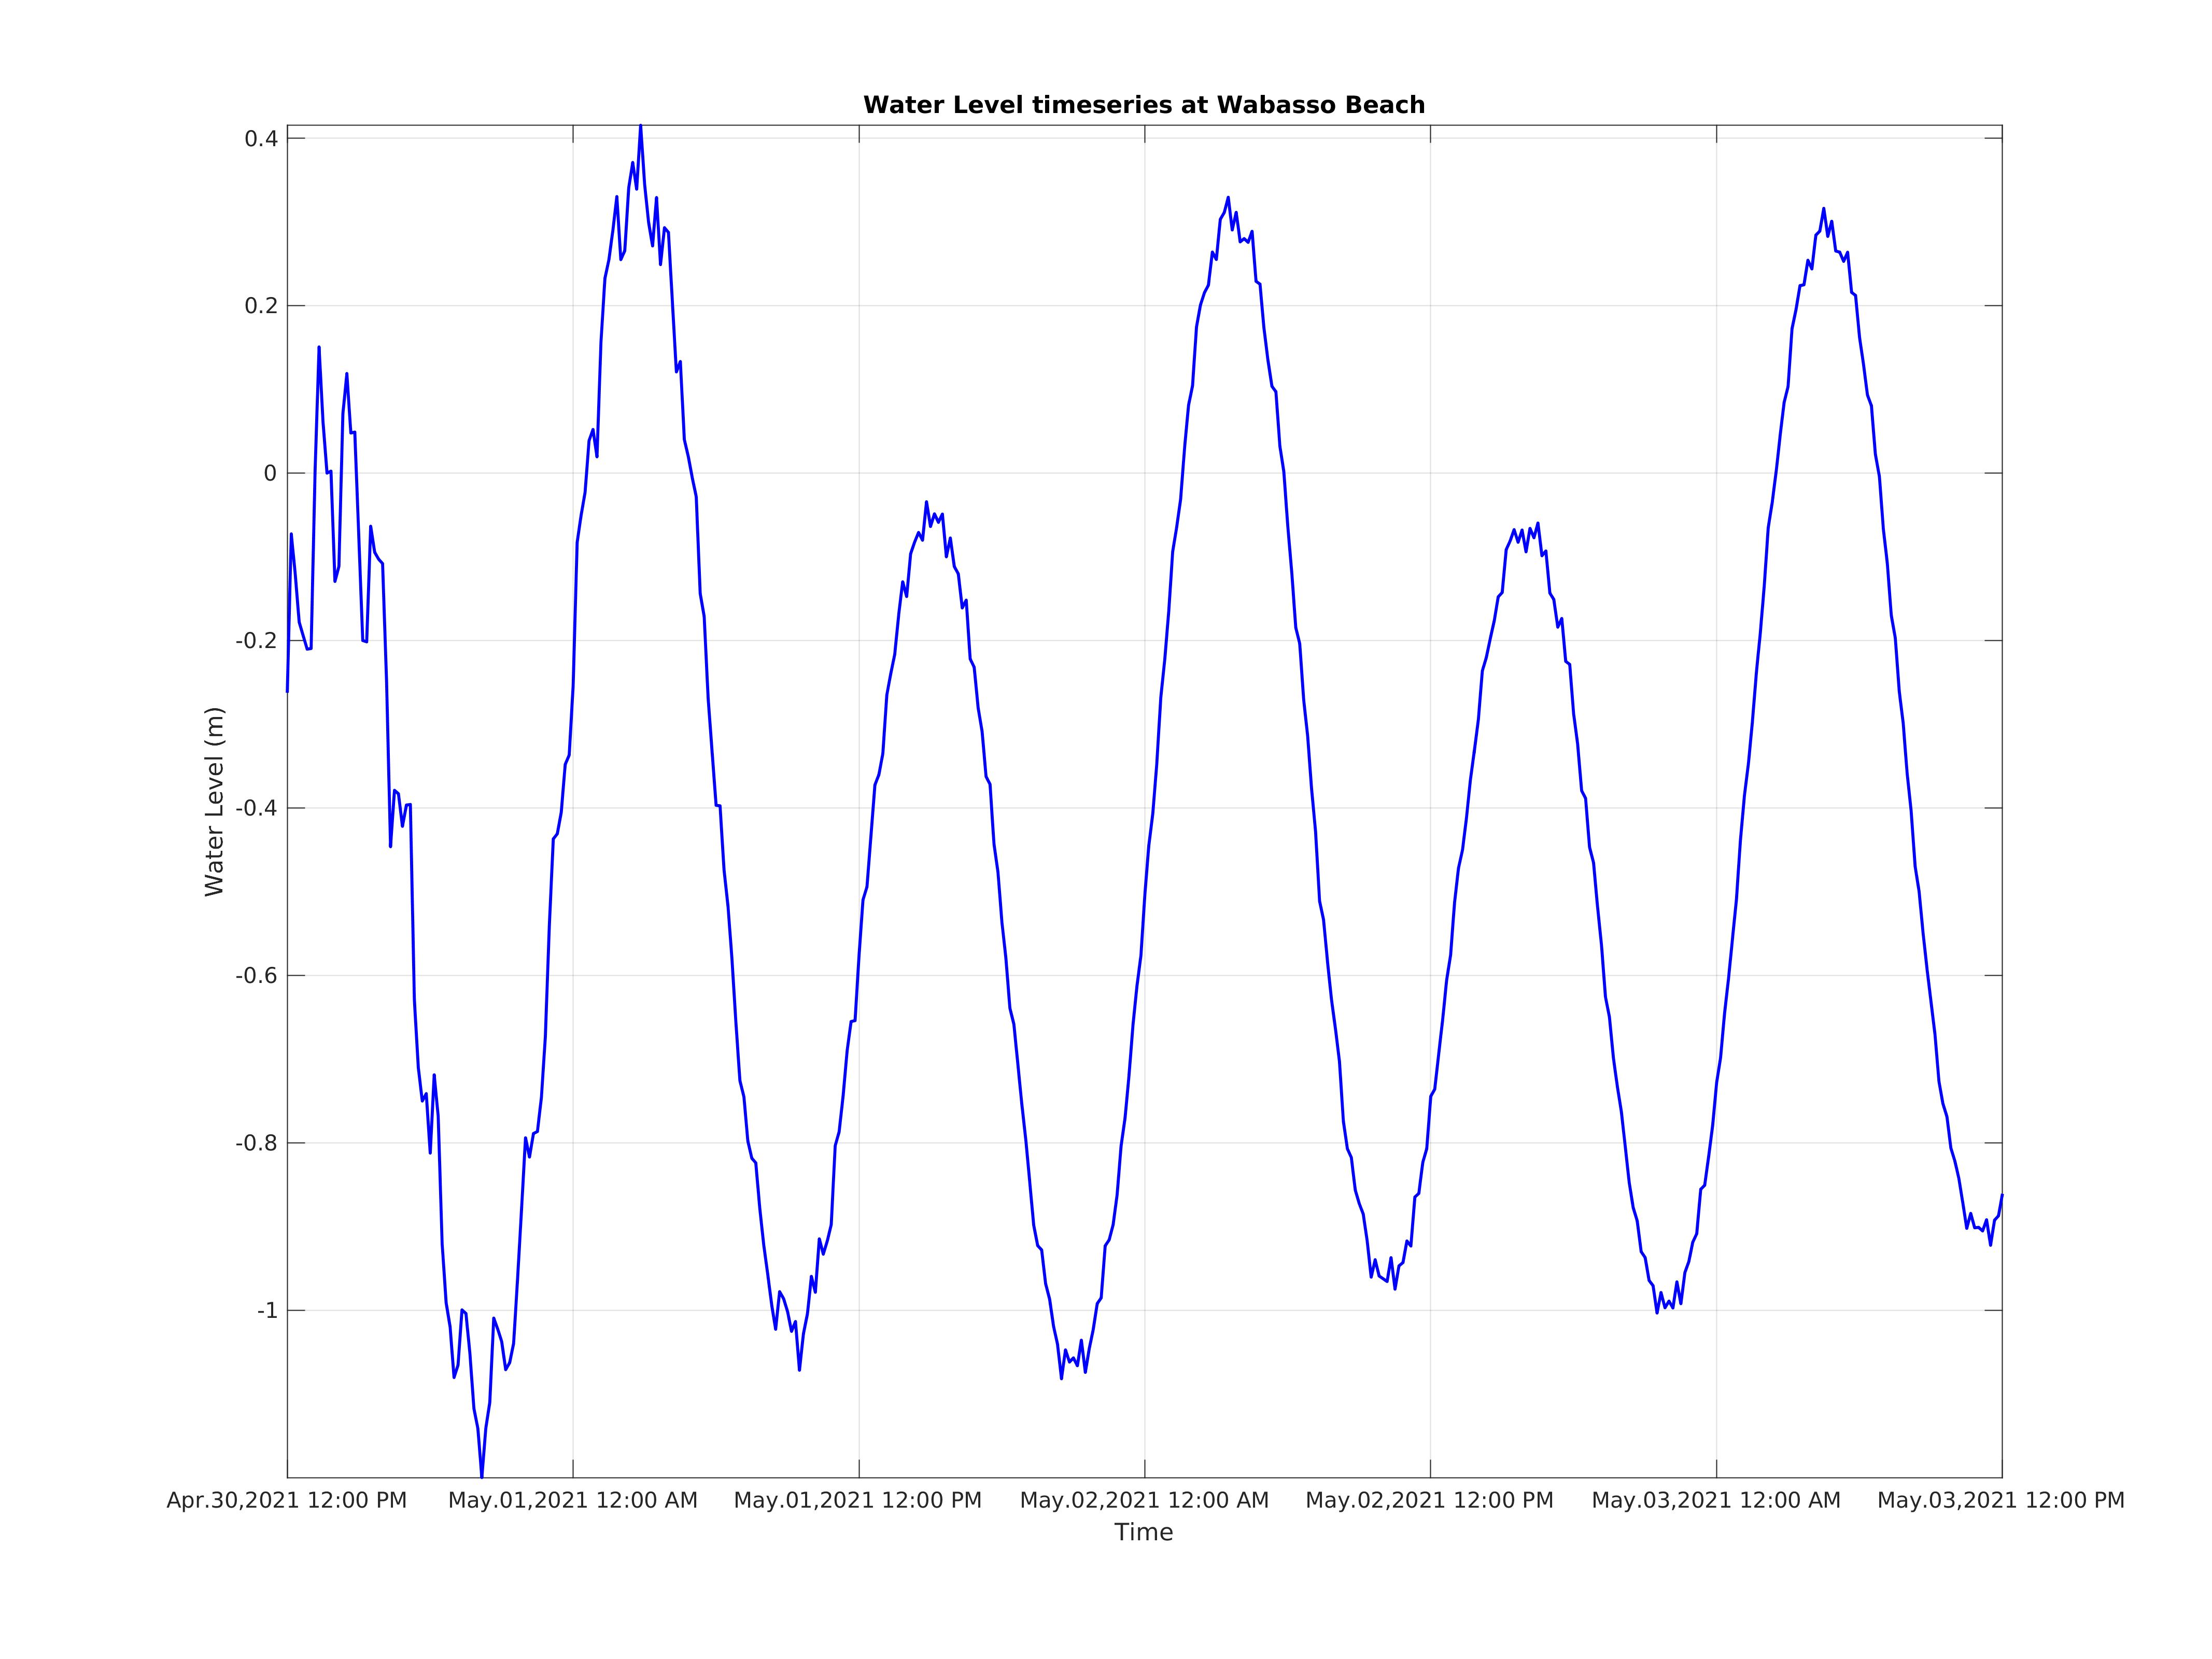 Water Level timeseries at Wabasso Beach
0.4
0.2
0
-0.2
-0.4
-0.6
-0.8
-1
Water Level (m)
Apr.30,2021 12:00 PM May.01,2021 12:00 AM May.01,2021 12:00 PM May.02,2021 12:00 AM May.02,2021 12:00 PM May.03,2021 12:00 AM May.03,2021 12:00 PM
Time